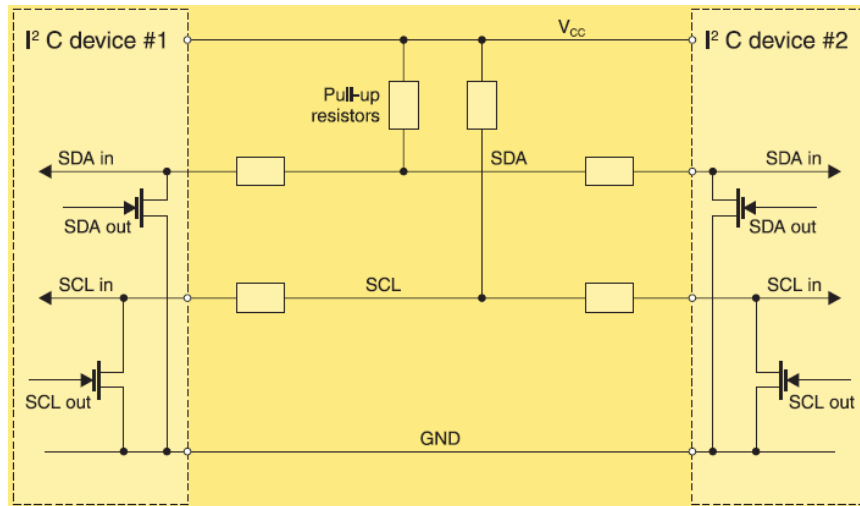 I² C device #1
V_CC
I² C device #2
Pull-up
resistors
SDA in
SDA
SDA in
SDA out
SDA out
SCL in
SCL
SCL in
SCL out
SCL out
GND